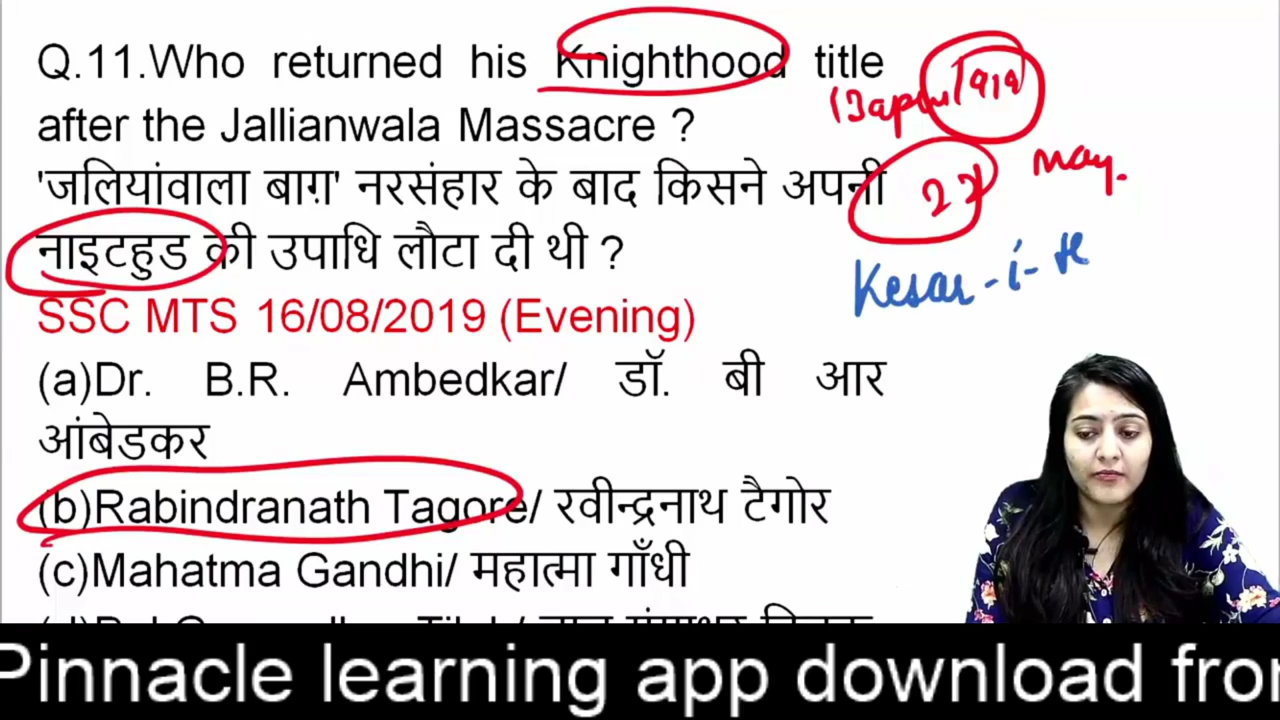 Q.11.Who returned his Knighthood title
after the Jallianwala Massacre ?
'जलियांवाला बाग़' नरसंहार के बाद किसने अपनी
नाइटहुड की उपाधि लौटा दी थी ?
SSC MTS 16/08/2019 (Evening)
(a)Dr. B.R. Ambedkar/ डॉ. बी आर
आंबेडकर
(b)Rabindranath Tagore/ रवीन्द्रनाथ टैगोर
(c)Mahatma Gandhi/ महात्मा गाँधी
1919
May.
Kesar-i-H
Pinnacle learning app download from